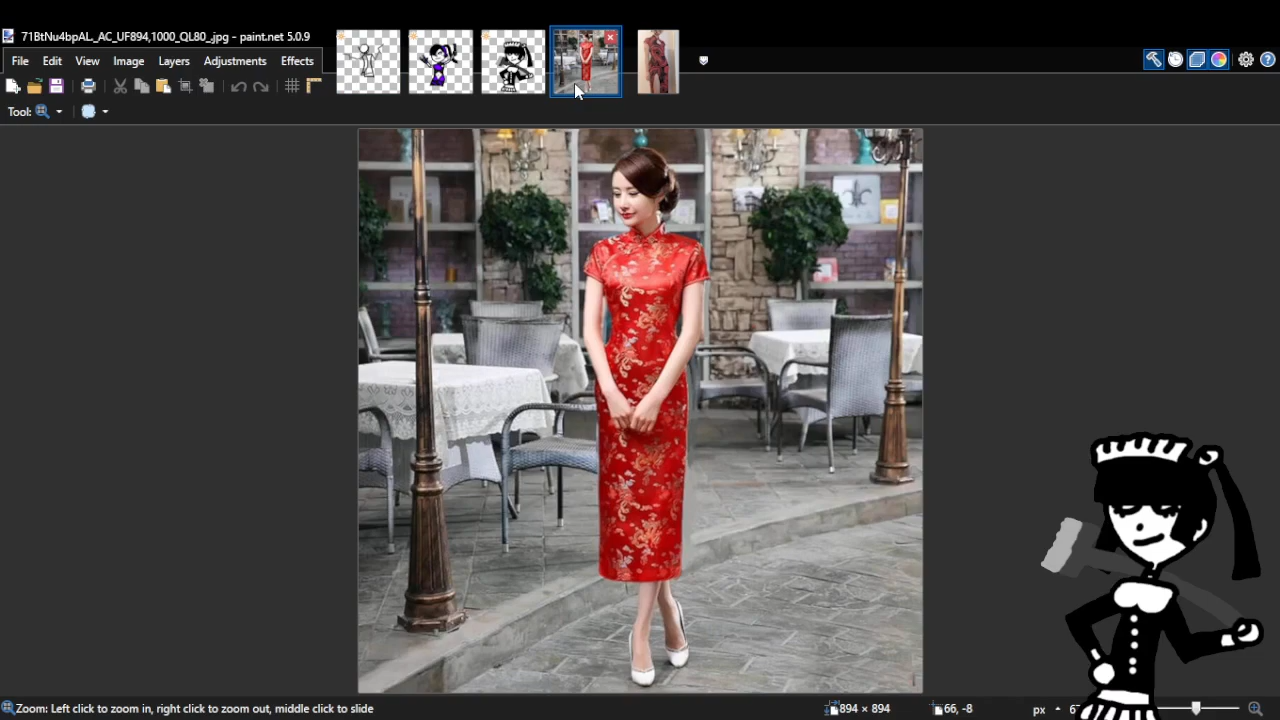 71BtNu4bpAL._AC_UF894,1000_QL80_.jpg - paint.net 5.0.9
File Edit View Image Layers Adjustments Effects
Tool:
Zoom: Left click to zoom in, right click to zoom out, middle click to slide
894 × 894
66, -8
px